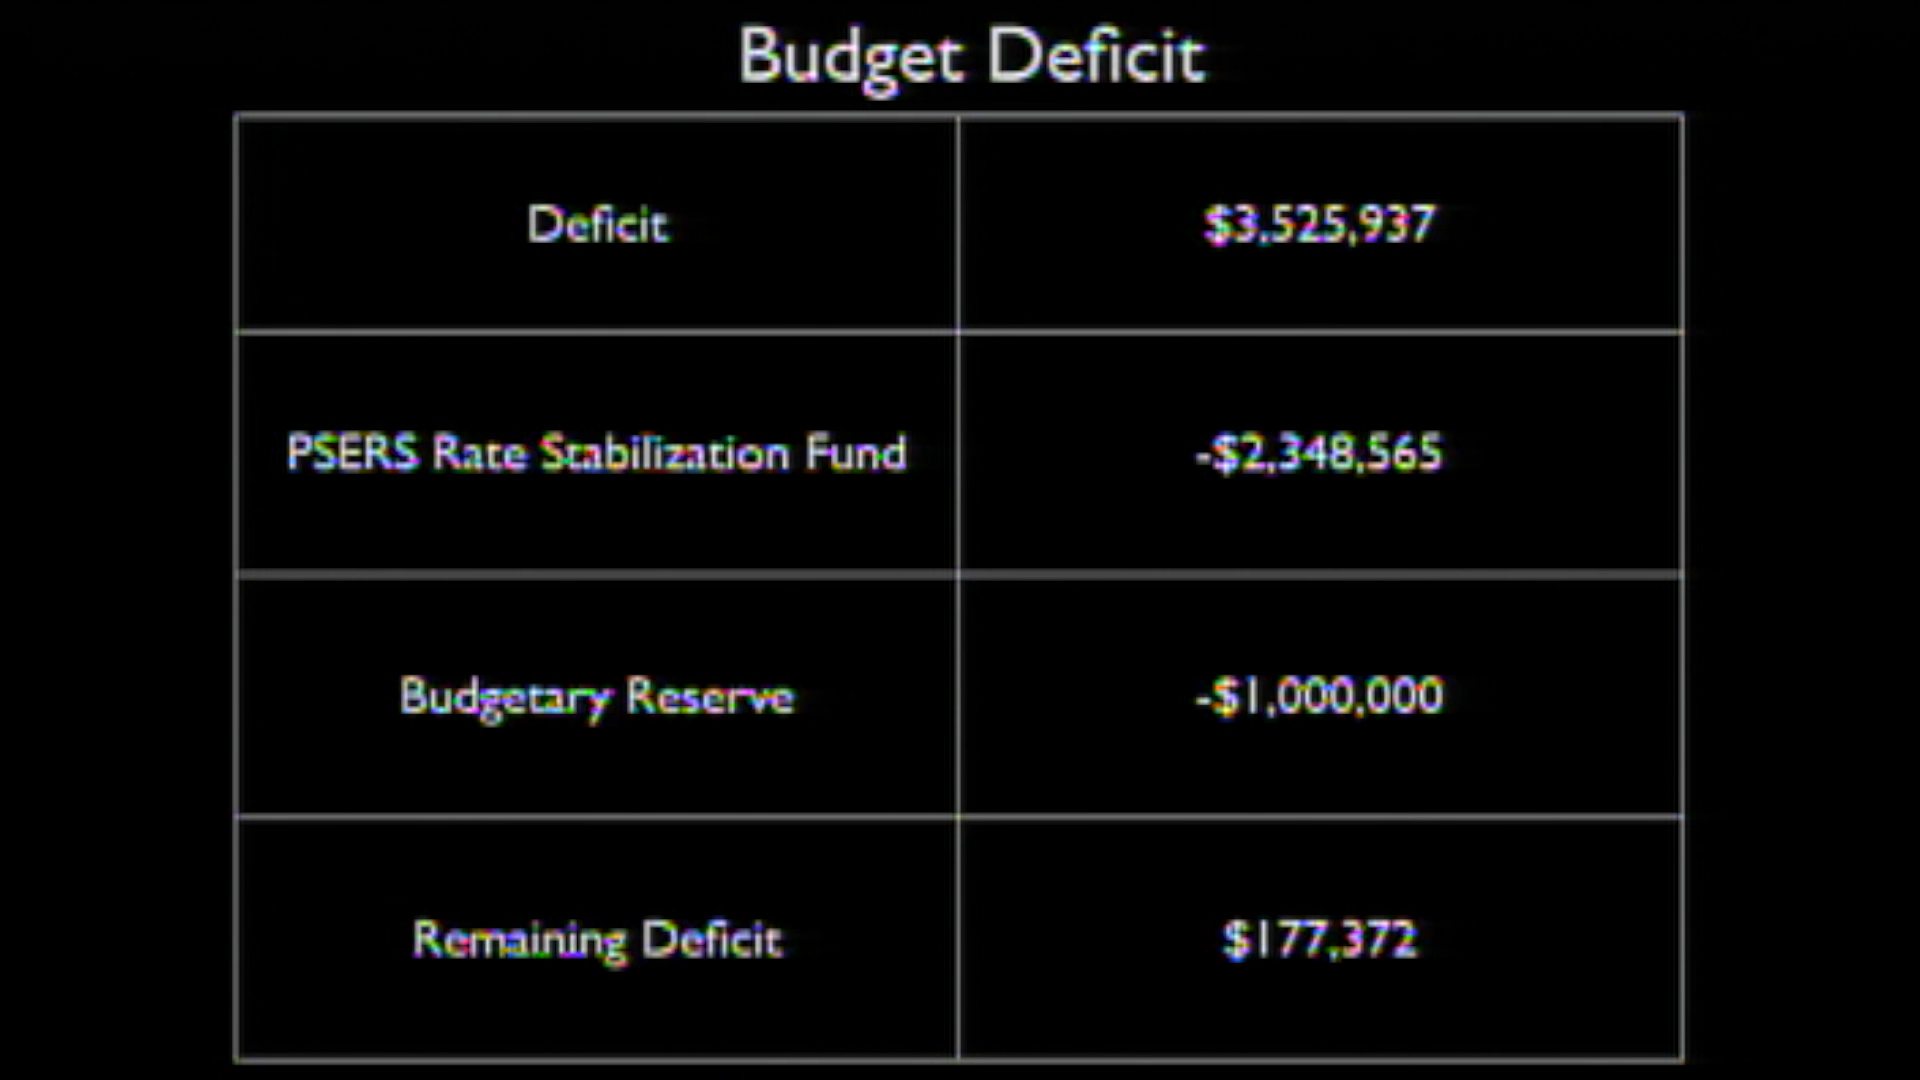 Budget Deficit
Deficit $3,525,937
PSERS Rate Stabilization Fund -$2,348,565
Budgetary Reserve -$1,000,000
Remaining Deficit $177,372